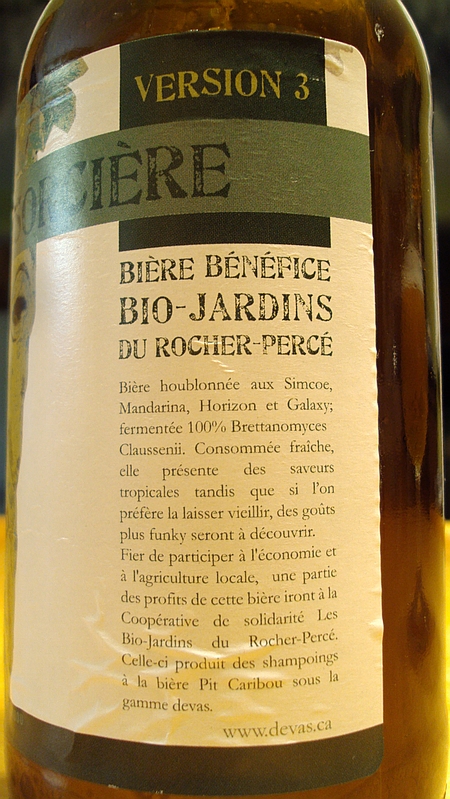 VERSION 3
ORCIÈRE
BIÈRE BÉNÉFICE
BIO-JARDINS
DU ROCHER-PERCÉ
Bière houblonnée aux Simcoe,
Mandarina, Horizon et Galaxy;
fermentée 100% Brettanomyces
Claussenii. Consommée fraîche,
elle présente des saveurs
tropicales tandis que si l'on
préfère la laisser vieillir, des goûts
plus funky seront à découvrir.
Fier de participer à l'économie et
à l'agriculture locale, une partie
des profits de cette bière iront à la
Coopérative de solidarité Les
Bio-Jardins du Rocher-Percé.
Celle-ci produit des shampoings
à la bière Pit Caribou sous la
gamme devas.
www.devas.ca